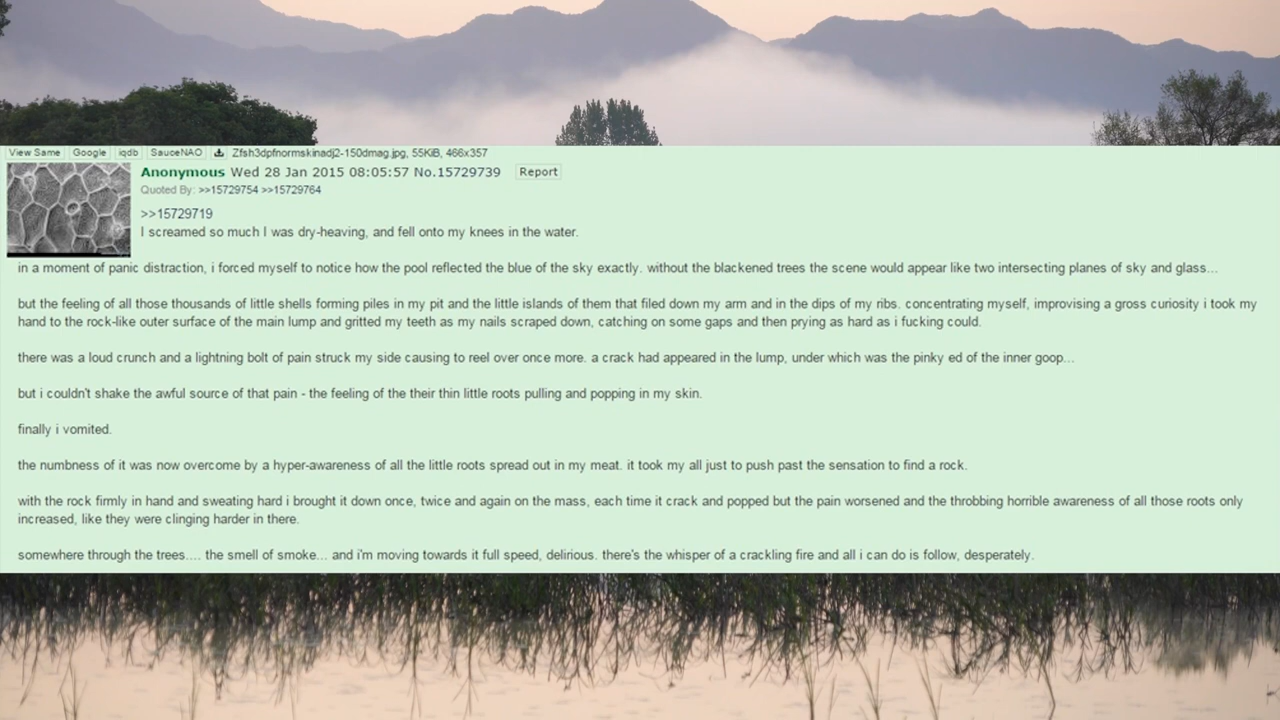 View Same Google iqdb SauceNAO Zfsh3dpfnormskinadj2-150dmag.jpg, 55KiB, 466x357
Anonymous Wed 28 Jan 2015 08:05:57 No.15729739 Report
Quoted By: >>15729754 >>15729764
>>15729719
I screamed so much I was dry-heaving, and fell onto my knees in the water.
in a moment of panic distraction, i forced myself to notice how the pool reflected the blue of the sky exactly. without the blackened trees the scene would appear like two intersecting planes of sky and glass...
but the feeling of all those thousands of little shells forming piles in my pit and the little islands of them that filed down my arm and in the dips of my ribs. concentrating myself, improvising a gross curiosity i took my
hand to the rock-like outer surface of the main lump and gritted my teeth as my nails scraped down, catching on some gaps and then prying as hard as i fucking could.
there was a loud crunch and a lightning bolt of pain struck my side causing to reel over once more. a crack had appeared in the lump, under which was the pinky ed of the inner goop...
but i couldn't shake the awful source of that pain - the feeling of the their thin little roots pulling and popping in my skin.
finally i vomited.
the numbness of it was now overcome by a hyper-awareness of all the little roots spread out in my meat. it took my all just to push past the sensation to find a rock.
with the rock firmly in hand and sweating hard i brought it down once, twice and again on the mass, each time it crack and popped but the pain worsened and the throbbing horrible awareness of all those roots only
increased, like they were clinging harder in there.
somewhere through the trees.... the smell of smoke... and i'm moving towards it full speed, delirious. there's the whisper of a crackling fire and all i can do is follow, desperately.